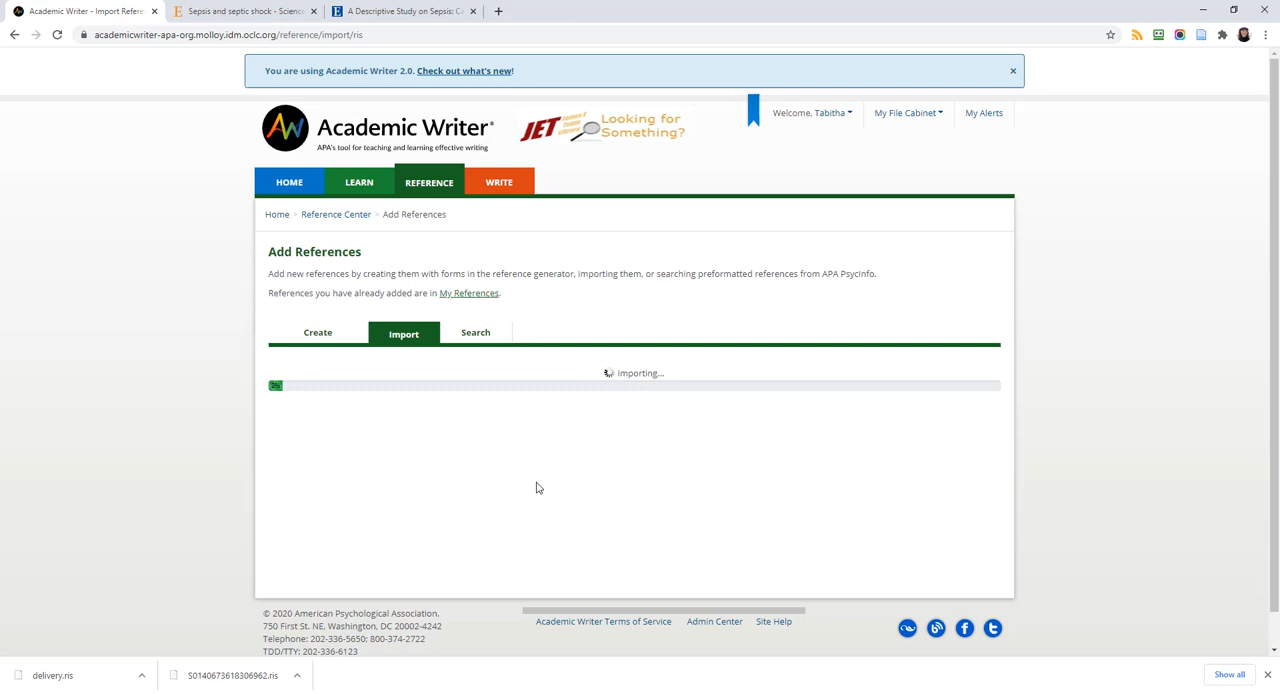 Academic Writer - Import Refere
Sepsis and septic shock - Science
A Descriptive Study on Sepsis: Ca
academicwriter-apa-org.molloy.idm.oclc.org/reference/import/ris
You are using Academic Writer 2.0. Check out what's new!
AW
Academic Writer®
APA's tool for teaching and learning effective writing
JET
Looking for
Something?
Welcome, Tabitha
My File Cabinet
My Alerts
HOME
LEARN
REFERENCE
WRITE
Home > Reference Center > Add References
Add References
Add new references by creating them with forms in the reference generator, importing them, or searching preformatted references from APA PsycInfo.
References you have already added are in My References.
Create
Import
Search
Importing...
2%
© 2020 American Psychological Association.
750 First St. NE, Washington, DC 20002-4242
Telephone: 202-336-5650; 800-374-2722
TDD/TTY: 202-336-6123
Academic Writer Terms of Service
Admin Center
Site Help
delivery.ris
S0140673618306962.ris
Show all